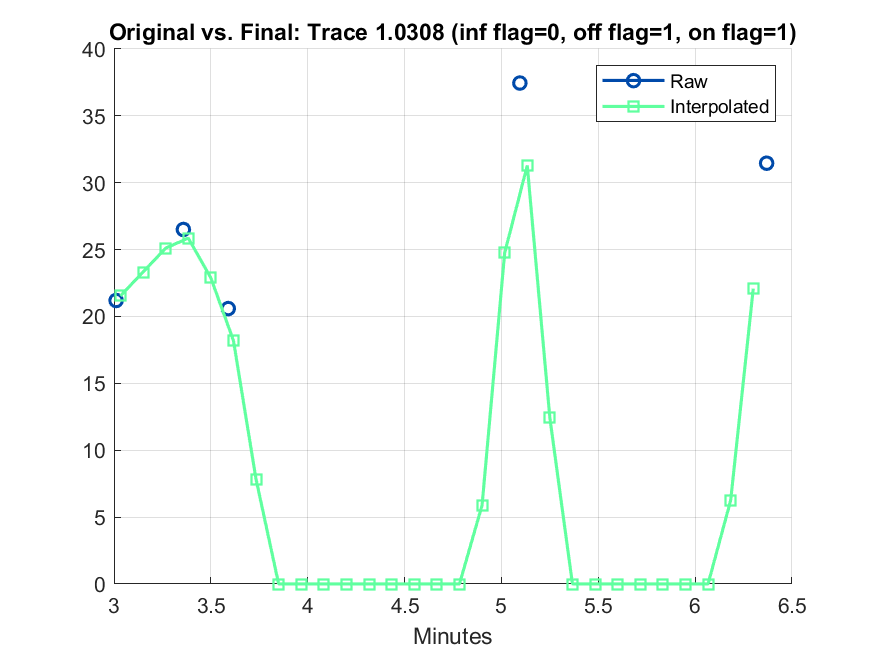 Original vs. Final: Trace 1.0308 (inf flag=0, off flag=1, on flag=1)
40
35
30
25
20
15
10
5
0
Raw
Interpolated
3 3.5 4 4.5 5 5.5 6 6.5
Minutes